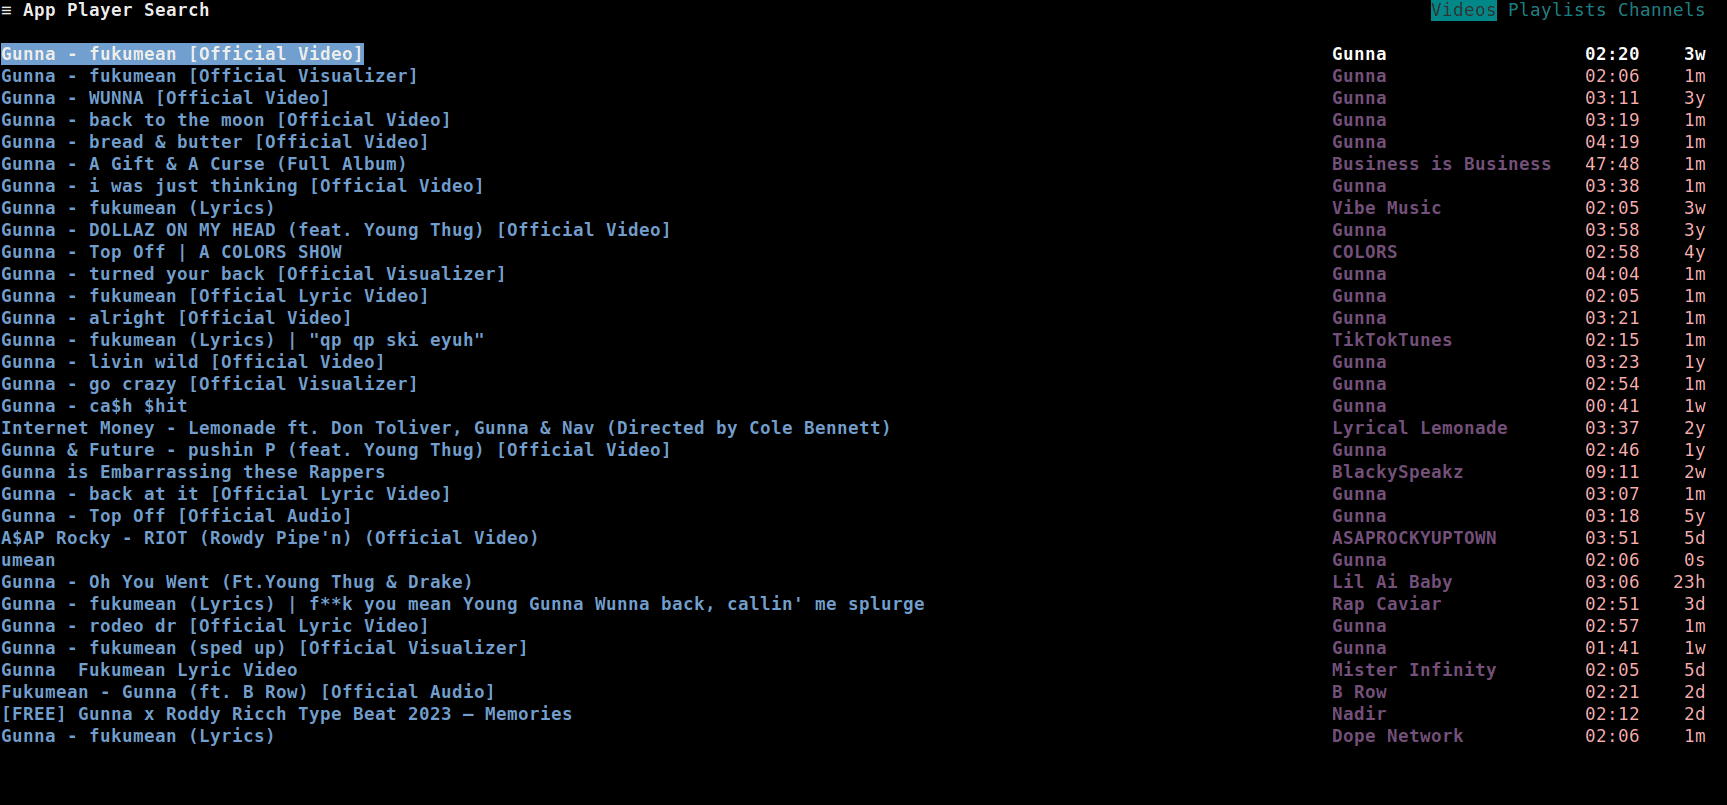 ≡ App Player Search Videos Playlists Channels
Gunna - fukumean [Official Video] Gunna 02:20 3w
Gunna - fukumean [Official Visualizer] Gunna 02:06 1m
Gunna - WUNNA [Official Video] Gunna 03:11 3y
Gunna - back to the moon [Official Video] Gunna 03:19 1m
Gunna - bread & butter [Official Video] Gunna 04:19 1m
Gunna - A Gift & A Curse (Full Album) Business is Business 47:48 1m
Gunna - i was just thinking [Official Video] Gunna 03:38 1m
Gunna - fukumean (Lyrics) Vibe Music 02:05 3w
Gunna - DOLLAZ ON MY HEAD (feat. Young Thug) [Official Video] Gunna 03:58 3y
Gunna - Top Off | A COLORS SHOW COLORS 02:58 4y
Gunna - turned your back [Official Visualizer] Gunna 04:04 1m
Gunna - fukumean [Official Lyric Video] Gunna 02:05 1m
Gunna - alright [Official Video] Gunna 03:21 1m
Gunna - fukumean (Lyrics) | "qp qp ski eyuh" TikTokTunes 02:15 1m
Gunna - livin wild [Official Video] Gunna 03:23 1y
Gunna - go crazy [Official Visualizer] Gunna 02:54 1m
Gunna - ca$h $hit Gunna 00:41 1w
Internet Money - Lemonade ft. Don Toliver, Gunna & Nav (Directed by Cole Bennett) Lyrical Lemonade 03:37 2y
Gunna & Future - pushin P (feat. Young Thug) [Official Video] Gunna 02:46 1y
Gunna is Embarrassing these Rappers BlackySpeakz 09:11 2w
Gunna - back at it [Official Lyric Video] Gunna 03:07 1m
Gunna - Top Off [Official Audio] Gunna 03:18 5y
A$AP Rocky - RIOT (Rowdy Pipe'n) (Official Video) ASAPROCKYUPTOWN 03:51 5d
umean Gunna 02:06 0s
Gunna - Oh You Went (Ft.Young Thug & Drake) Lil Ai Baby 03:06 23h
Gunna - fukumean (Lyrics) | f**k you mean Young Gunna Wunna back, callin' me splurge Rap Caviar 02:51 3d
Gunna - rodeo dr [Official Lyric Video] Gunna 02:57 1m
Gunna - fukumean (sped up) [Official Visualizer] Gunna 01:41 1w
Gunna  Fukumean Lyric Video Mister Infinity 02:05 5d
Fukumean - Gunna (ft. B Row) [Official Audio] B Row 02:21 2d
[FREE] Gunna x Roddy Ricch Type Beat 2023 – Memories Nadir 02:12 2d
Gunna - fukumean (Lyrics) Dope Network 02:06 1m